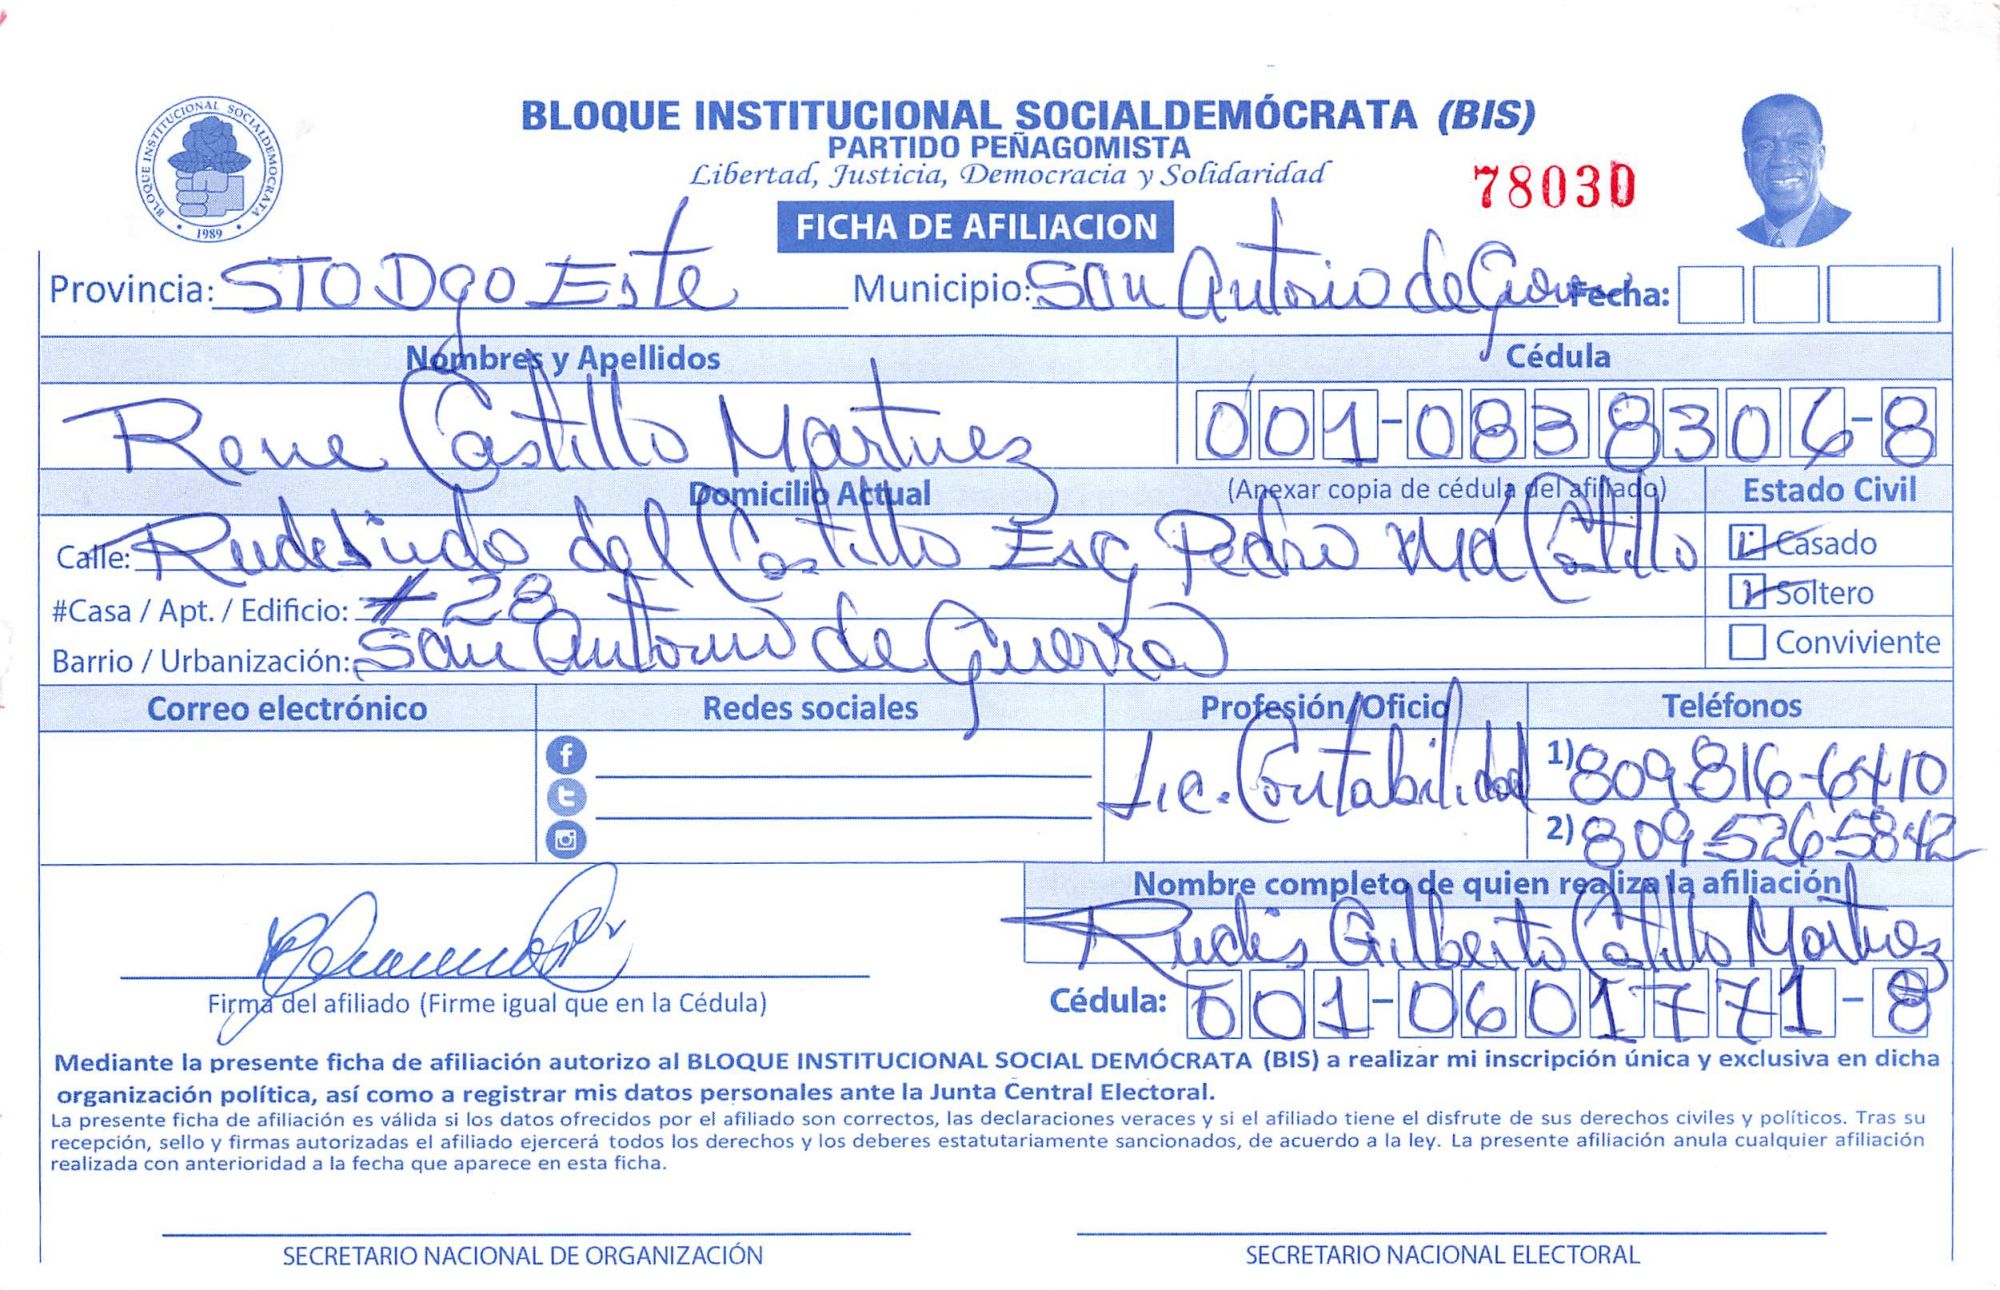 BLOQUE INSTITUCIONAL SOCIALDEMOCRATA
1989
BLOQUE INSTITUCIONAL SOCIALDEMÓCRATA (BIS)
PARTIDO PEÑAGOMISTA
Libertad, Justicia, Democracia y Solidaridad
78030
FICHA DE AFILIACION
Provincia: STO Dgo Este Municipio: San Antonio de Fecha:
Nombres y Apellidos Cédula
Rene Castillo Martinez 001-0838306-8
Domicilio Actual (Anexar copia de cédula del afiliado) Estado Civil
Calle: Rudesindo del Castillo Esq Pedro Má Castillo Casado
#Casa / Apt. / Edificio: # 28 Soltero
Barrio / Urbanización: San Antonio de Guerra Conviviente
Correo electrónico Redes sociales Profesión/Oficio Teléfonos
Lic. Contabilidad 1) 809 816-6410
2) 809-526-5842
Nombre completo de quien realiza la afiliación
Rudis Gilberto Castillo Martinez
Firma del afiliado (Firme igual que en la Cédula) Cédula: 001-0601771-8
Mediante la presente ficha de afiliación autorizo al BLOQUE INSTITUCIONAL SOCIAL DEMÓCRATA (BIS) a realizar mi inscripción única y exclusiva en dicha
organización política, así como a registrar mis datos personales ante la Junta Central Electoral.
La presente ficha de afiliación es válida si los datos ofrecidos por el afiliado son correctos, las declaraciones veraces y si el afiliado tiene el disfrute de sus derechos civiles y políticos. Tras su
recepción, sello y firmas autorizadas el afiliado ejercerá todos los derechos y los deberes estatutariamente sancionados, de acuerdo a la ley. La presente afiliación anula cualquier afiliación
realizada con anterioridad a la fecha que aparece en esta ficha.
SECRETARIO NACIONAL DE ORGANIZACIÓN SECRETARIO NACIONAL ELECTORAL